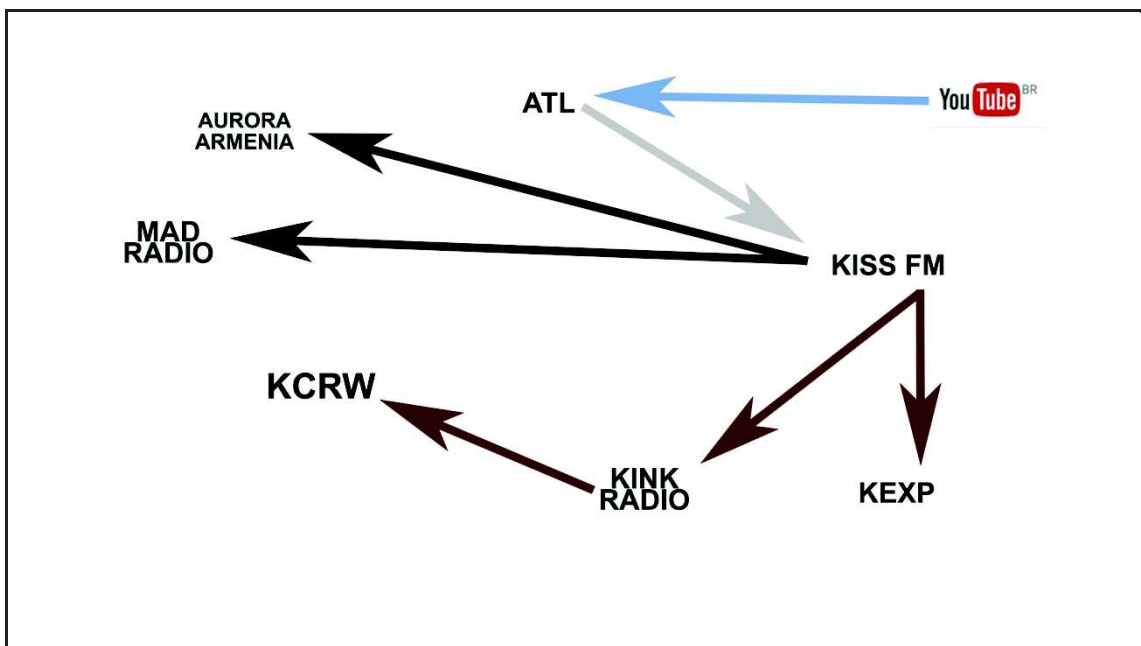 ATL
YouTube BR
AURORA
ARMENIA
MAD
RADIO
KISS FM
KCRW
KINK
RADIO
KEXP